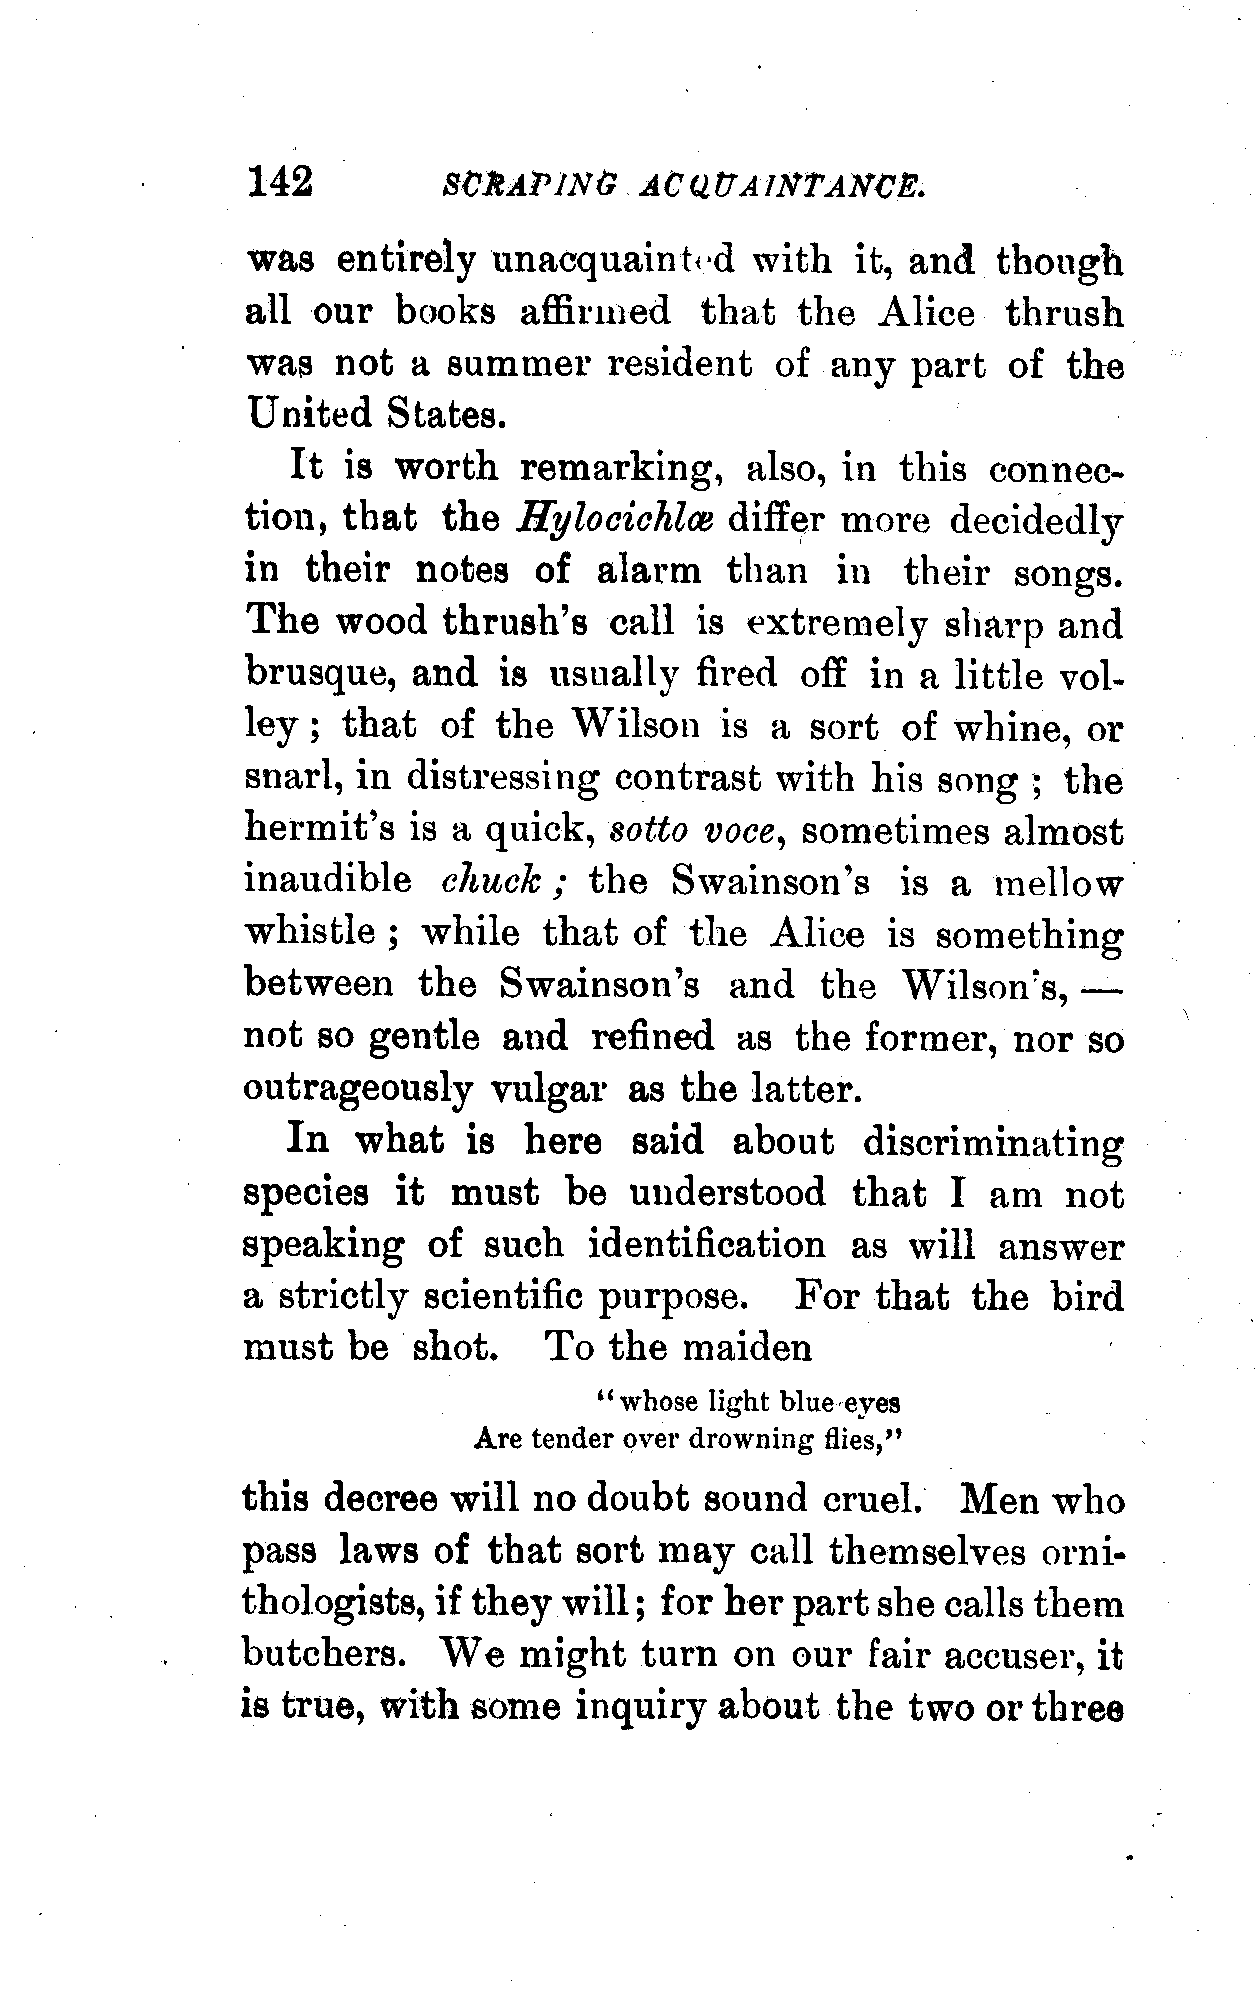 142 SCRAPING ACQUAINTANCE.
was entirely unacquainted with it, and though
all our books affirmed that the Alice thrush
was not a summer resident of any part of the
United States.
It is worth remarking, also, in this connec-
tion, that the Hylocichlæ differ more decidedly
in their notes of alarm than in their songs.
The wood thrush's call is extremely sharp and
brusque, and is usually fired off in a little vol-
ley; that of the Wilson is a sort of whine, or
snarl, in distressing contrast with his song; the
hermit's is a quick, sotto voce, sometimes almost
inaudible chuck; the Swainson's is a mellow
whistle; while that of the Alice is something
between the Swainson's and the Wilson's, —
not so gentle and refined as the former, nor so
outrageously vulgar as the latter.
In what is here said about discriminating
species it must be understood that I am not
speaking of such identification as will answer
a strictly scientific purpose. For that the bird
must be shot. To the maiden
"whose light blue eyes
Are tender over drowning flies,"
this decree will no doubt sound cruel. Men who
pass laws of that sort may call themselves orni-
thologists, if they will; for her part she calls them
butchers. We might turn on our fair accuser, it
is true, with some inquiry about the two or three